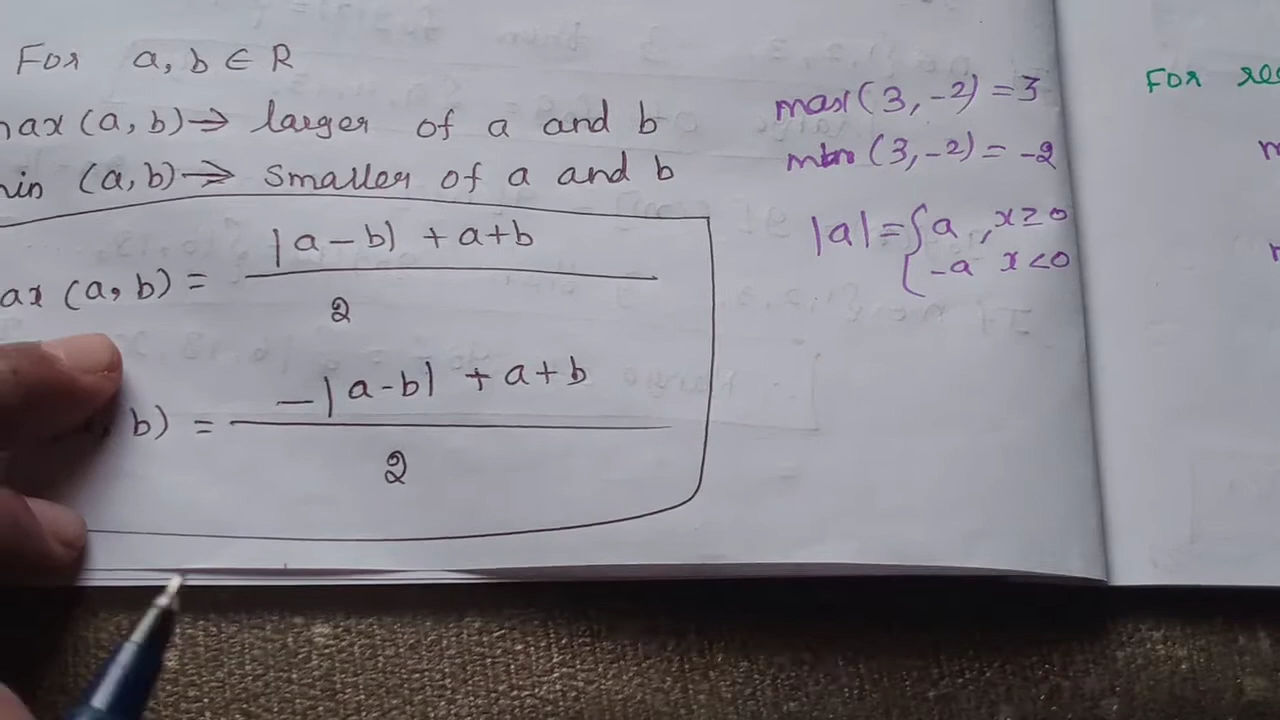 For a, b ∈ R
max (a, b) → larger of a and b
min (a, b) → smaller of a and b
ax (a, b) = |a - b| + a + b / 2
b) = -|a - b| + a + b / 2
max (3, -2) = 3
min (3, -2) = -2
|a| = { a , x ≥ 0
-a x < 0
For